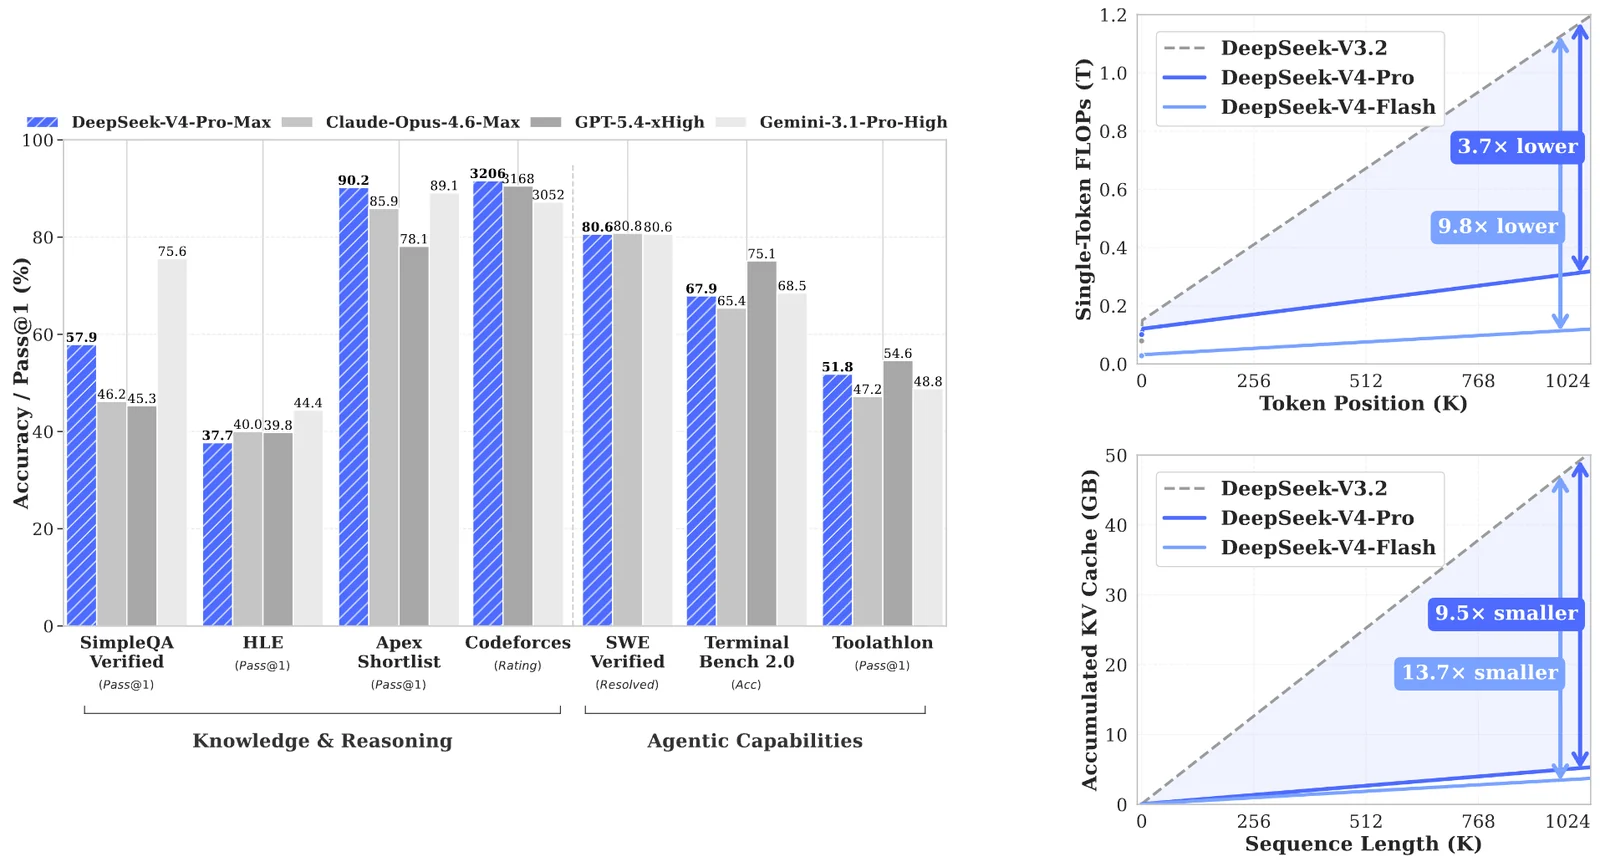 DeepSeek-V4-Pro-Max Claude-Opus-4.6-Max GPT-5.4-xHigh Gemini-3.1-Pro-High
Accuracy / Pass@1 (%)
100
80
60
40
20
0
57.9 46.2 45.3 75.6
37.7 40.0 39.8 44.4
90.2 85.9 78.1 89.1
3206 3168 3052
80.6 80.8 80.6
67.9 65.4 75.1 68.5
51.8 47.2 54.6 48.8
SimpleQA
Verified
(Pass@1)
HLE
(Pass@1)
Apex
Shortlist
(Pass@1)
Codeforces
(Rating)
SWE
Verified
(Resolved)
Terminal
Bench 2.0
(Acc)
Toolathlon
(Pass@1)
Knowledge & Reasoning
Agentic Capabilities
Single-Token FLOPs (T)
1.2
1.0
0.8
0.6
0.4
0.2
0.0
DeepSeek-V3.2
DeepSeek-V4-Pro
DeepSeek-V4-Flash
3.7× lower
9.8× lower
0 256 512 768 1024
Token Position (K)
Accumulated KV Cache (GB)
50
40
30
20
10
0
DeepSeek-V3.2
DeepSeek-V4-Pro
DeepSeek-V4-Flash
9.5× smaller
13.7× smaller
0 256 512 768 1024
Sequence Length (K)